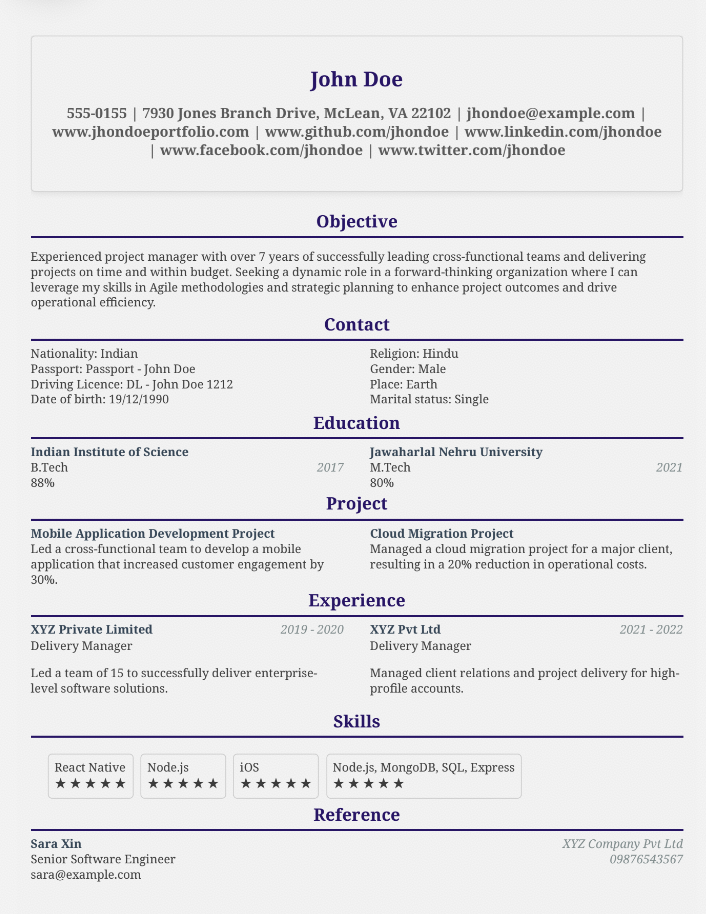 John Doe
555-0155 | 7930 Jones Branch Drive, McLean, VA 22102 | jhondoe@example.com |
www.jhondoeportfolio.com | www.github.com/jhondoe | www.linkedin.com/jhondoe
| www.facebook.com/jhondoe | www.twitter.com/jhondoe
Objective
Experienced project manager with over 7 years of successfully leading cross-functional teams and delivering
projects on time and within budget. Seeking a dynamic role in a forward-thinking organization where I can
leverage my skills in Agile methodologies and strategic planning to enhance project outcomes and drive
operational efficiency.
Contact
Nationality: Indian
Passport: Passport - John Doe
Driving Licence: DL - John Doe 1212
Date of birth: 19/12/1990
Religion: Hindu
Gender: Male
Place: Earth
Marital status: Single
Education
Indian Institute of Science
B.Tech 2017
88%
Jawaharlal Nehru University
M.Tech 2021
80%
Project
Mobile Application Development Project
Led a cross-functional team to develop a mobile
application that increased customer engagement by
30%.
Cloud Migration Project
Managed a cloud migration project for a major client,
resulting in a 20% reduction in operational costs.
Experience
XYZ Private Limited 2019 - 2020
Delivery Manager
Led a team of 15 to successfully deliver enterprise-
level software solutions.
XYZ Pvt Ltd 2021 - 2022
Delivery Manager
Managed client relations and project delivery for high-
profile accounts.
Skills
React Native
★★★★★
Node.js
★★★★★
iOS
★★★★★
Node.js, MongoDB, SQL, Express
★★★★★
Reference
Sara Xin XYZ Company Pvt Ltd
Senior Software Engineer 09876543567
sara@example.com